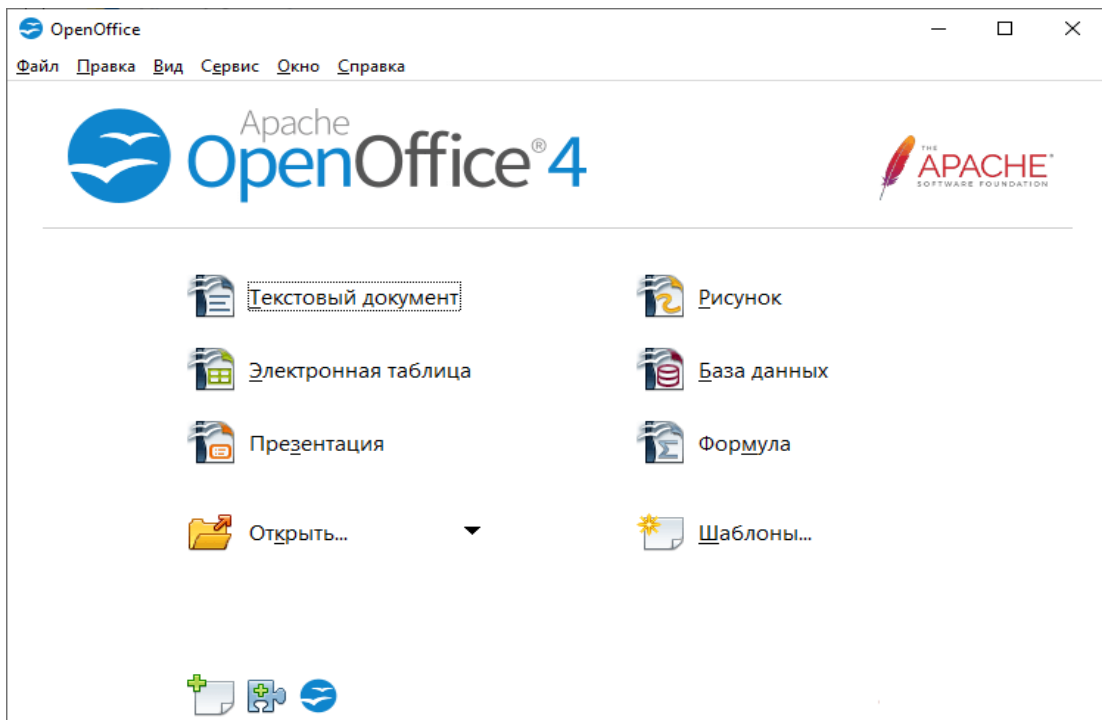 OpenOffice
Файл Правка Вид Сервис Окно Справка
Apache
OpenOffice® 4
THE
APACHE
SOFTWARE FOUNDATION
Текстовый документ
Рисунок
Электронная таблица
База данных
Презентация
Формула
Открыть...
Шаблоны...